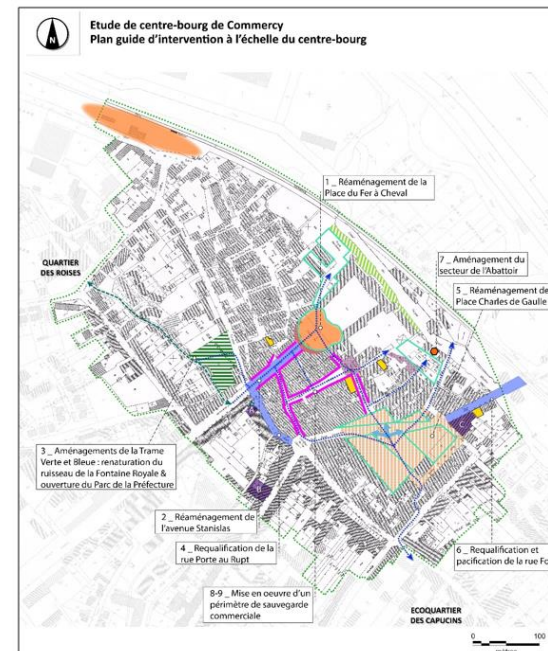 N
Etude de centre-bourg de Commercy
Plan guide d'intervention à l'échelle du centre-bourg
1 _ Réaménagement de la
Place du Fer à Cheval
7 _ Aménagement du
secteur de l'Abattoir
QUARTIER
DES ROISES
5 _ Réaménagement de
Place Charles de Gaulle
3 _ Aménagements de la Trame
Verte et Bleue : renaturation du
ruisseau de la Fontaine Royale &
ouverture du Parc de la Préfecture
2 _ Réaménagement de
l'avenue Stanislas
4 _ Requalification de la
rue Porte au Rupt
6 _ Requalification et
pacification de la rue Fo
8-9 _ Mise en oeuvre d'un
périmètre de sauvegarde
commerciale
ECOQUARTIER
DES CAPUCINS
0
100